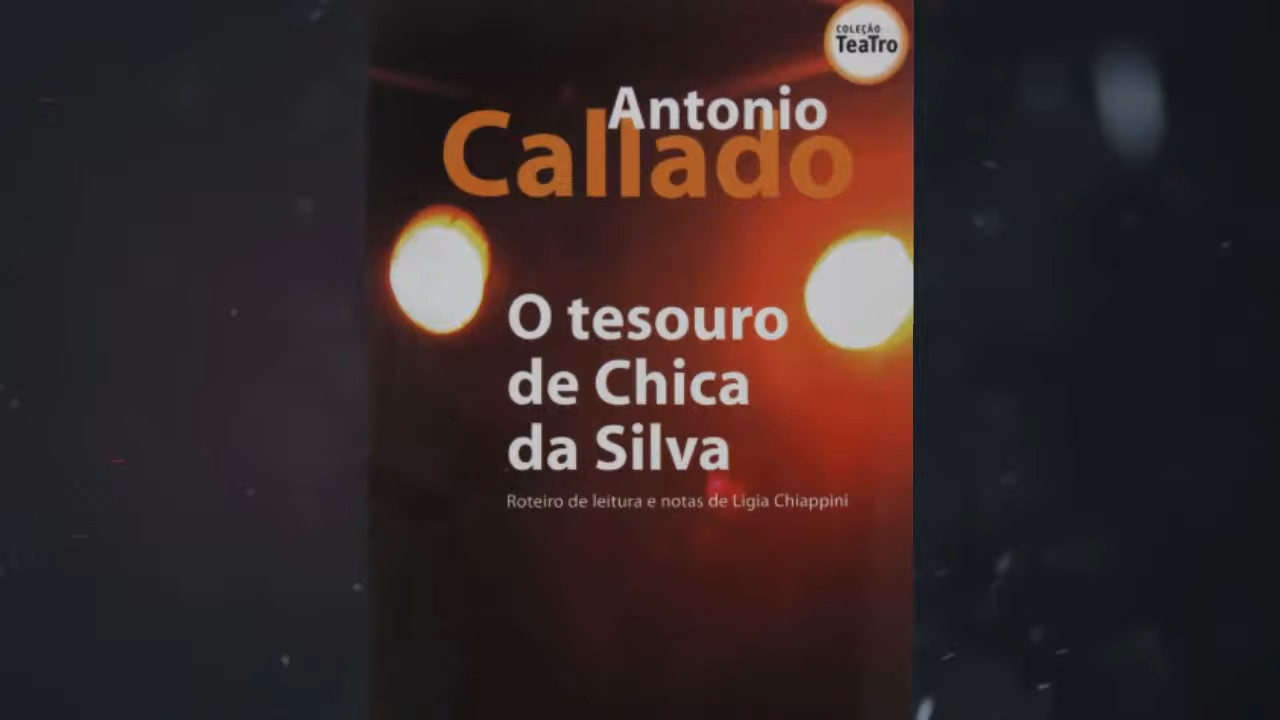 COLEÇÃO
TeaTro
Antonio
Callado
O tesouro
de Chica
da Silva
Roteiro de leitura e notas de Ligia Chiappini